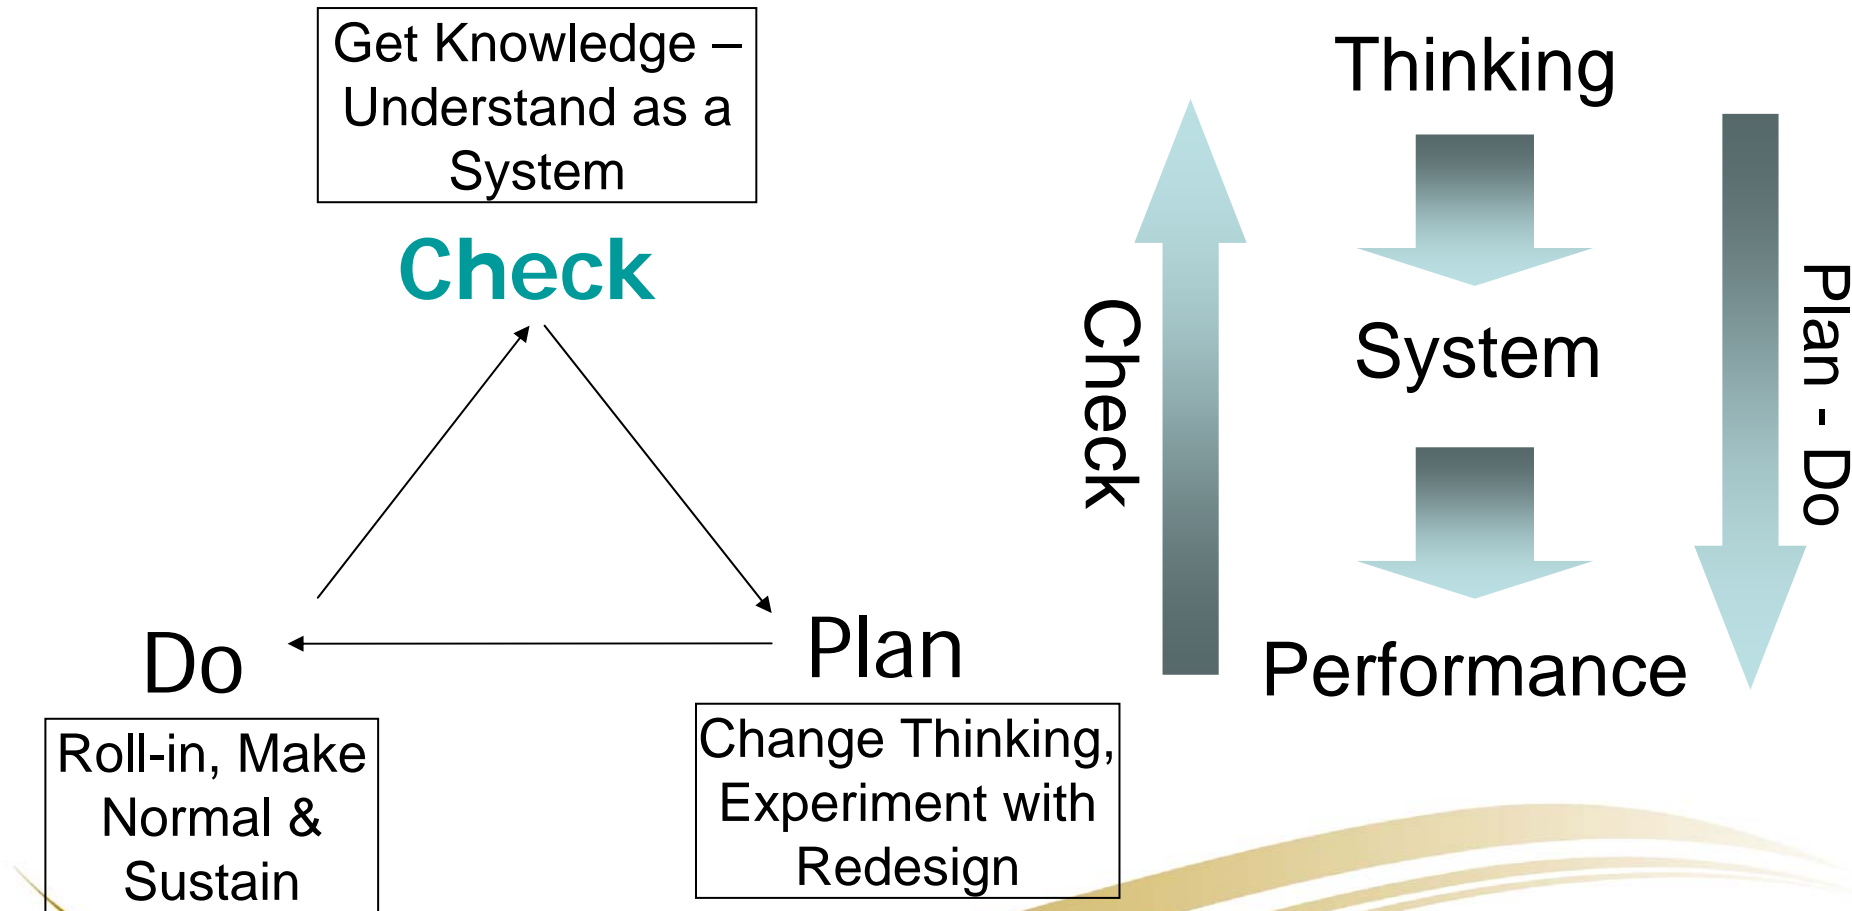 Get Knowledge –
Understand as a
System
Check
Do
Roll-in, Make
Normal &
Sustain
Plan
Change Thinking,
Experiment with
Redesign
Check
Thinking
System
Performance
Plan - Do